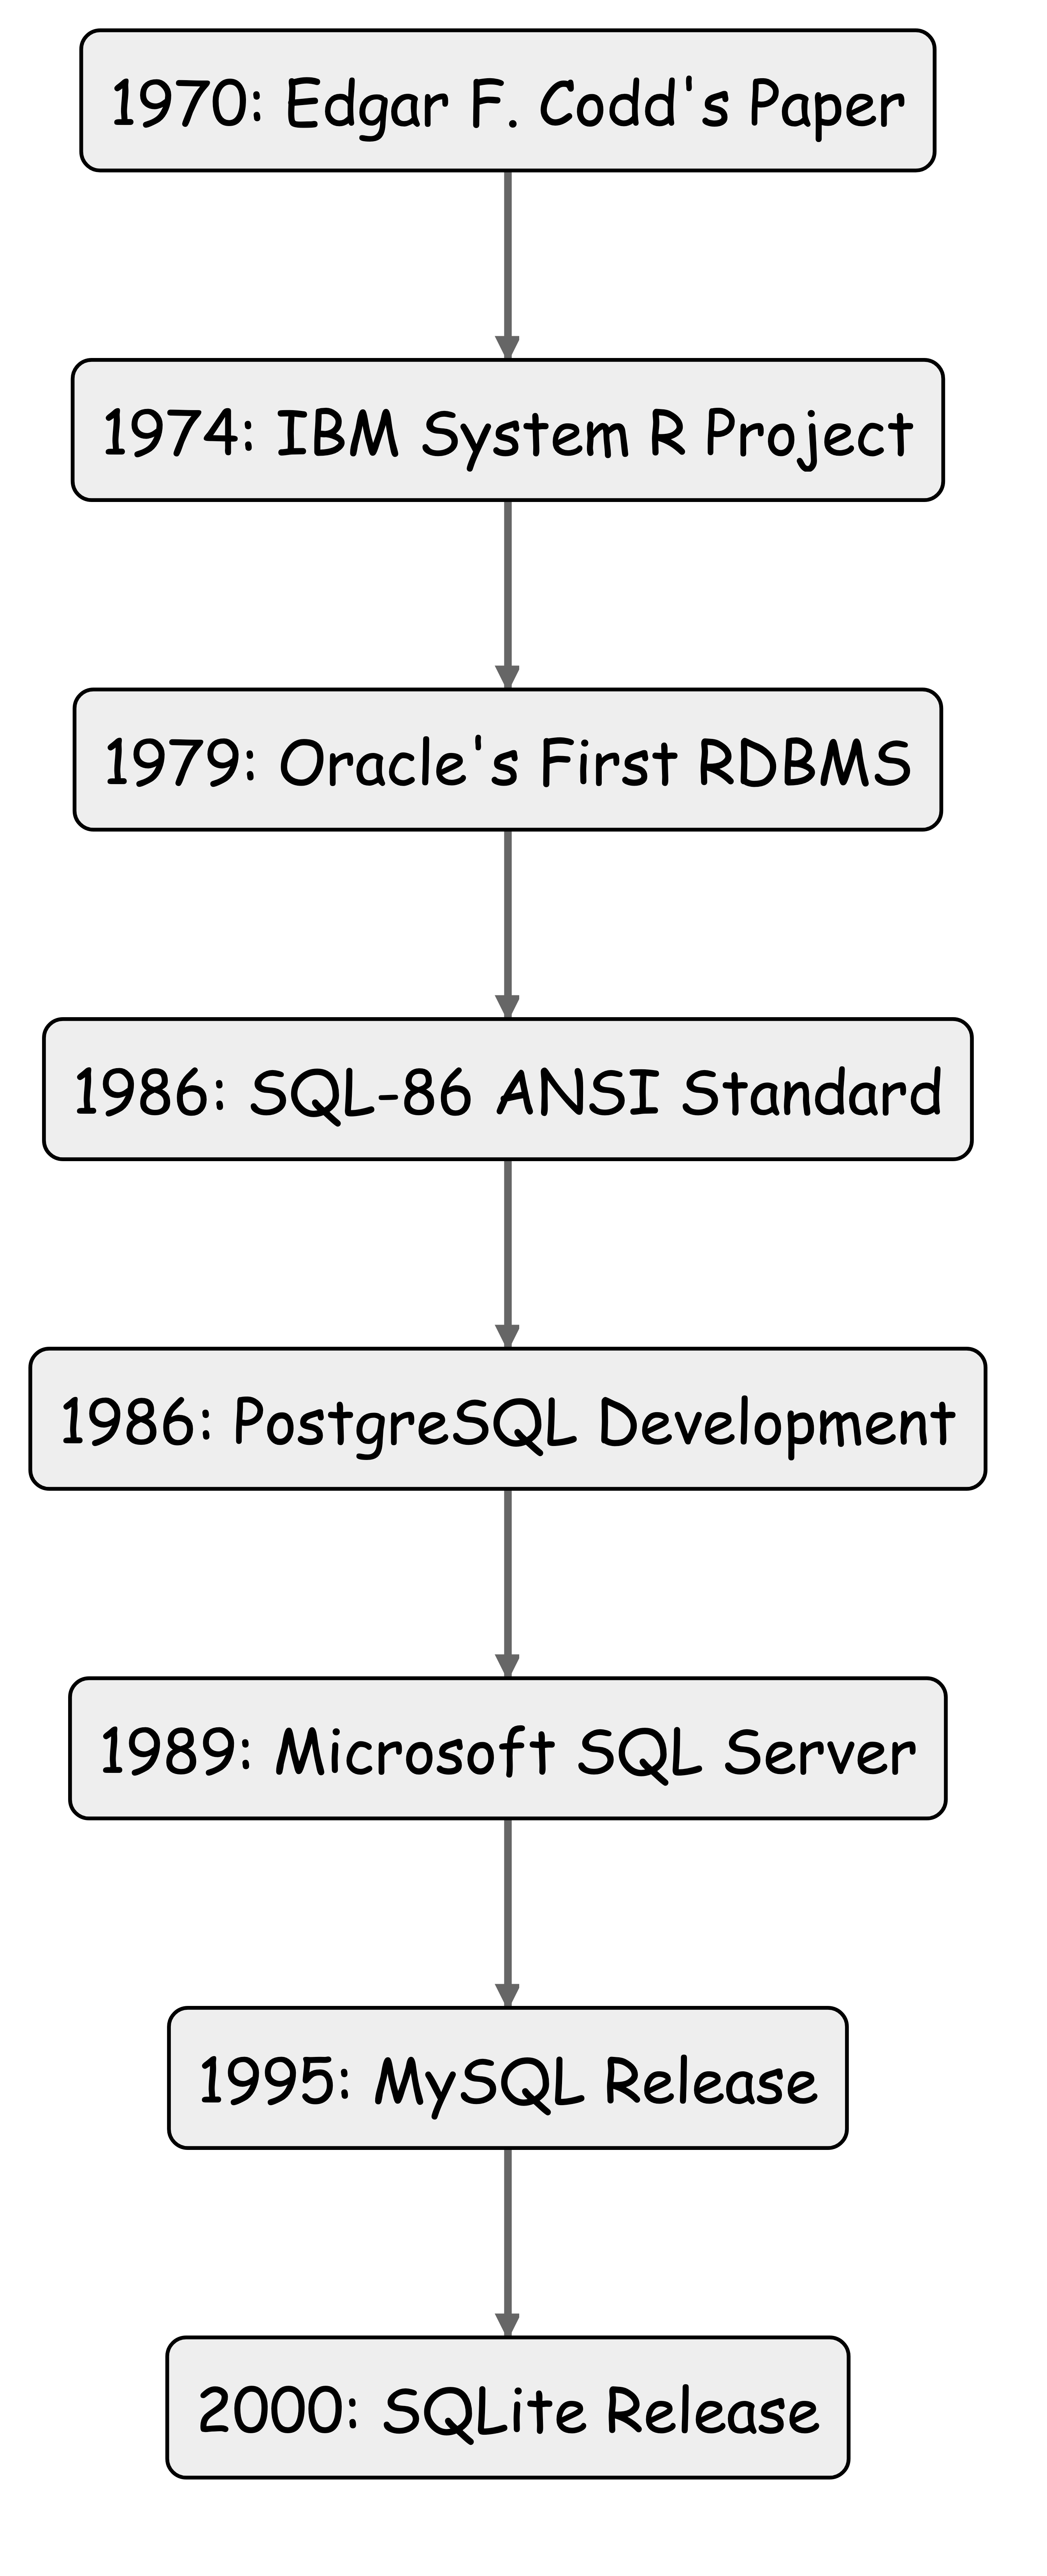 1970: Edgar F. Codd's Paper
1974: IBM System R Project
1979: Oracle's First RDBMS
1986: SQL-86 ANSI Standard
1986: PostgreSQL Development
1989: Microsoft SQL Server
1995: MySQL Release
2000: SQLite Release